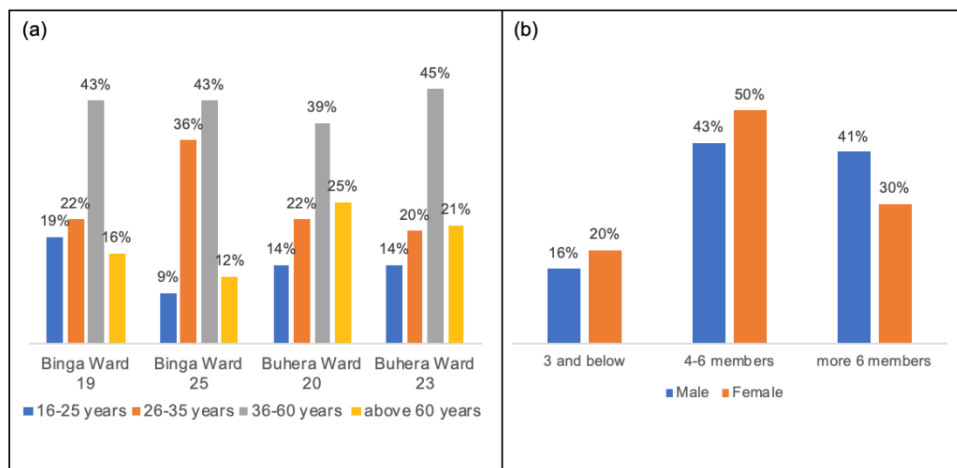 (a)
43%
43%
45%
39%
36%
25%
22%
22%
20%
21%
19%
16%
14%
14%
12%
9%
Binga Ward
19
Binga Ward
25
Buhera Ward
20
Buhera Ward
23
16-25 years
26-35 years
36-60 years
above 60 years
(b)
50%
43%
41%
30%
20%
16%
3 and below
4-6 members
more 6 members
Male
Female